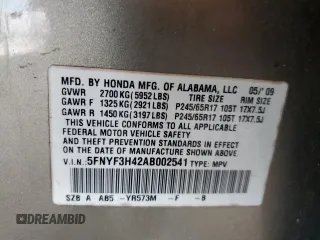 MFD. BY HONDA MFG. OF ALABAMA, LLC 05/'09
GVWR 2700 KG (5952 LBS) TIRE SIZE RIM SIZE
GAWR F 1325 KG (2921 LBS) P245/65R17 105T 17X7.5J
GAWR R 1450 KG (3197 LBS) P245/65R17 105T 17X7.5J
THIS VEHICLE CONFORMS TO ALL APPLICABLE
FEDERAL MOTOR VEHICLE SAFETY AND
THEFT PREVENTION STANDARDS IN EFFECT ON
THE DATE OF MANUFACTURE SHOWN ABOVE.
V.I.N.: 5FNYF3H42AB002541 TYPE: MPV
SZB A AB5 -YR573M -F -B
DREAMBID